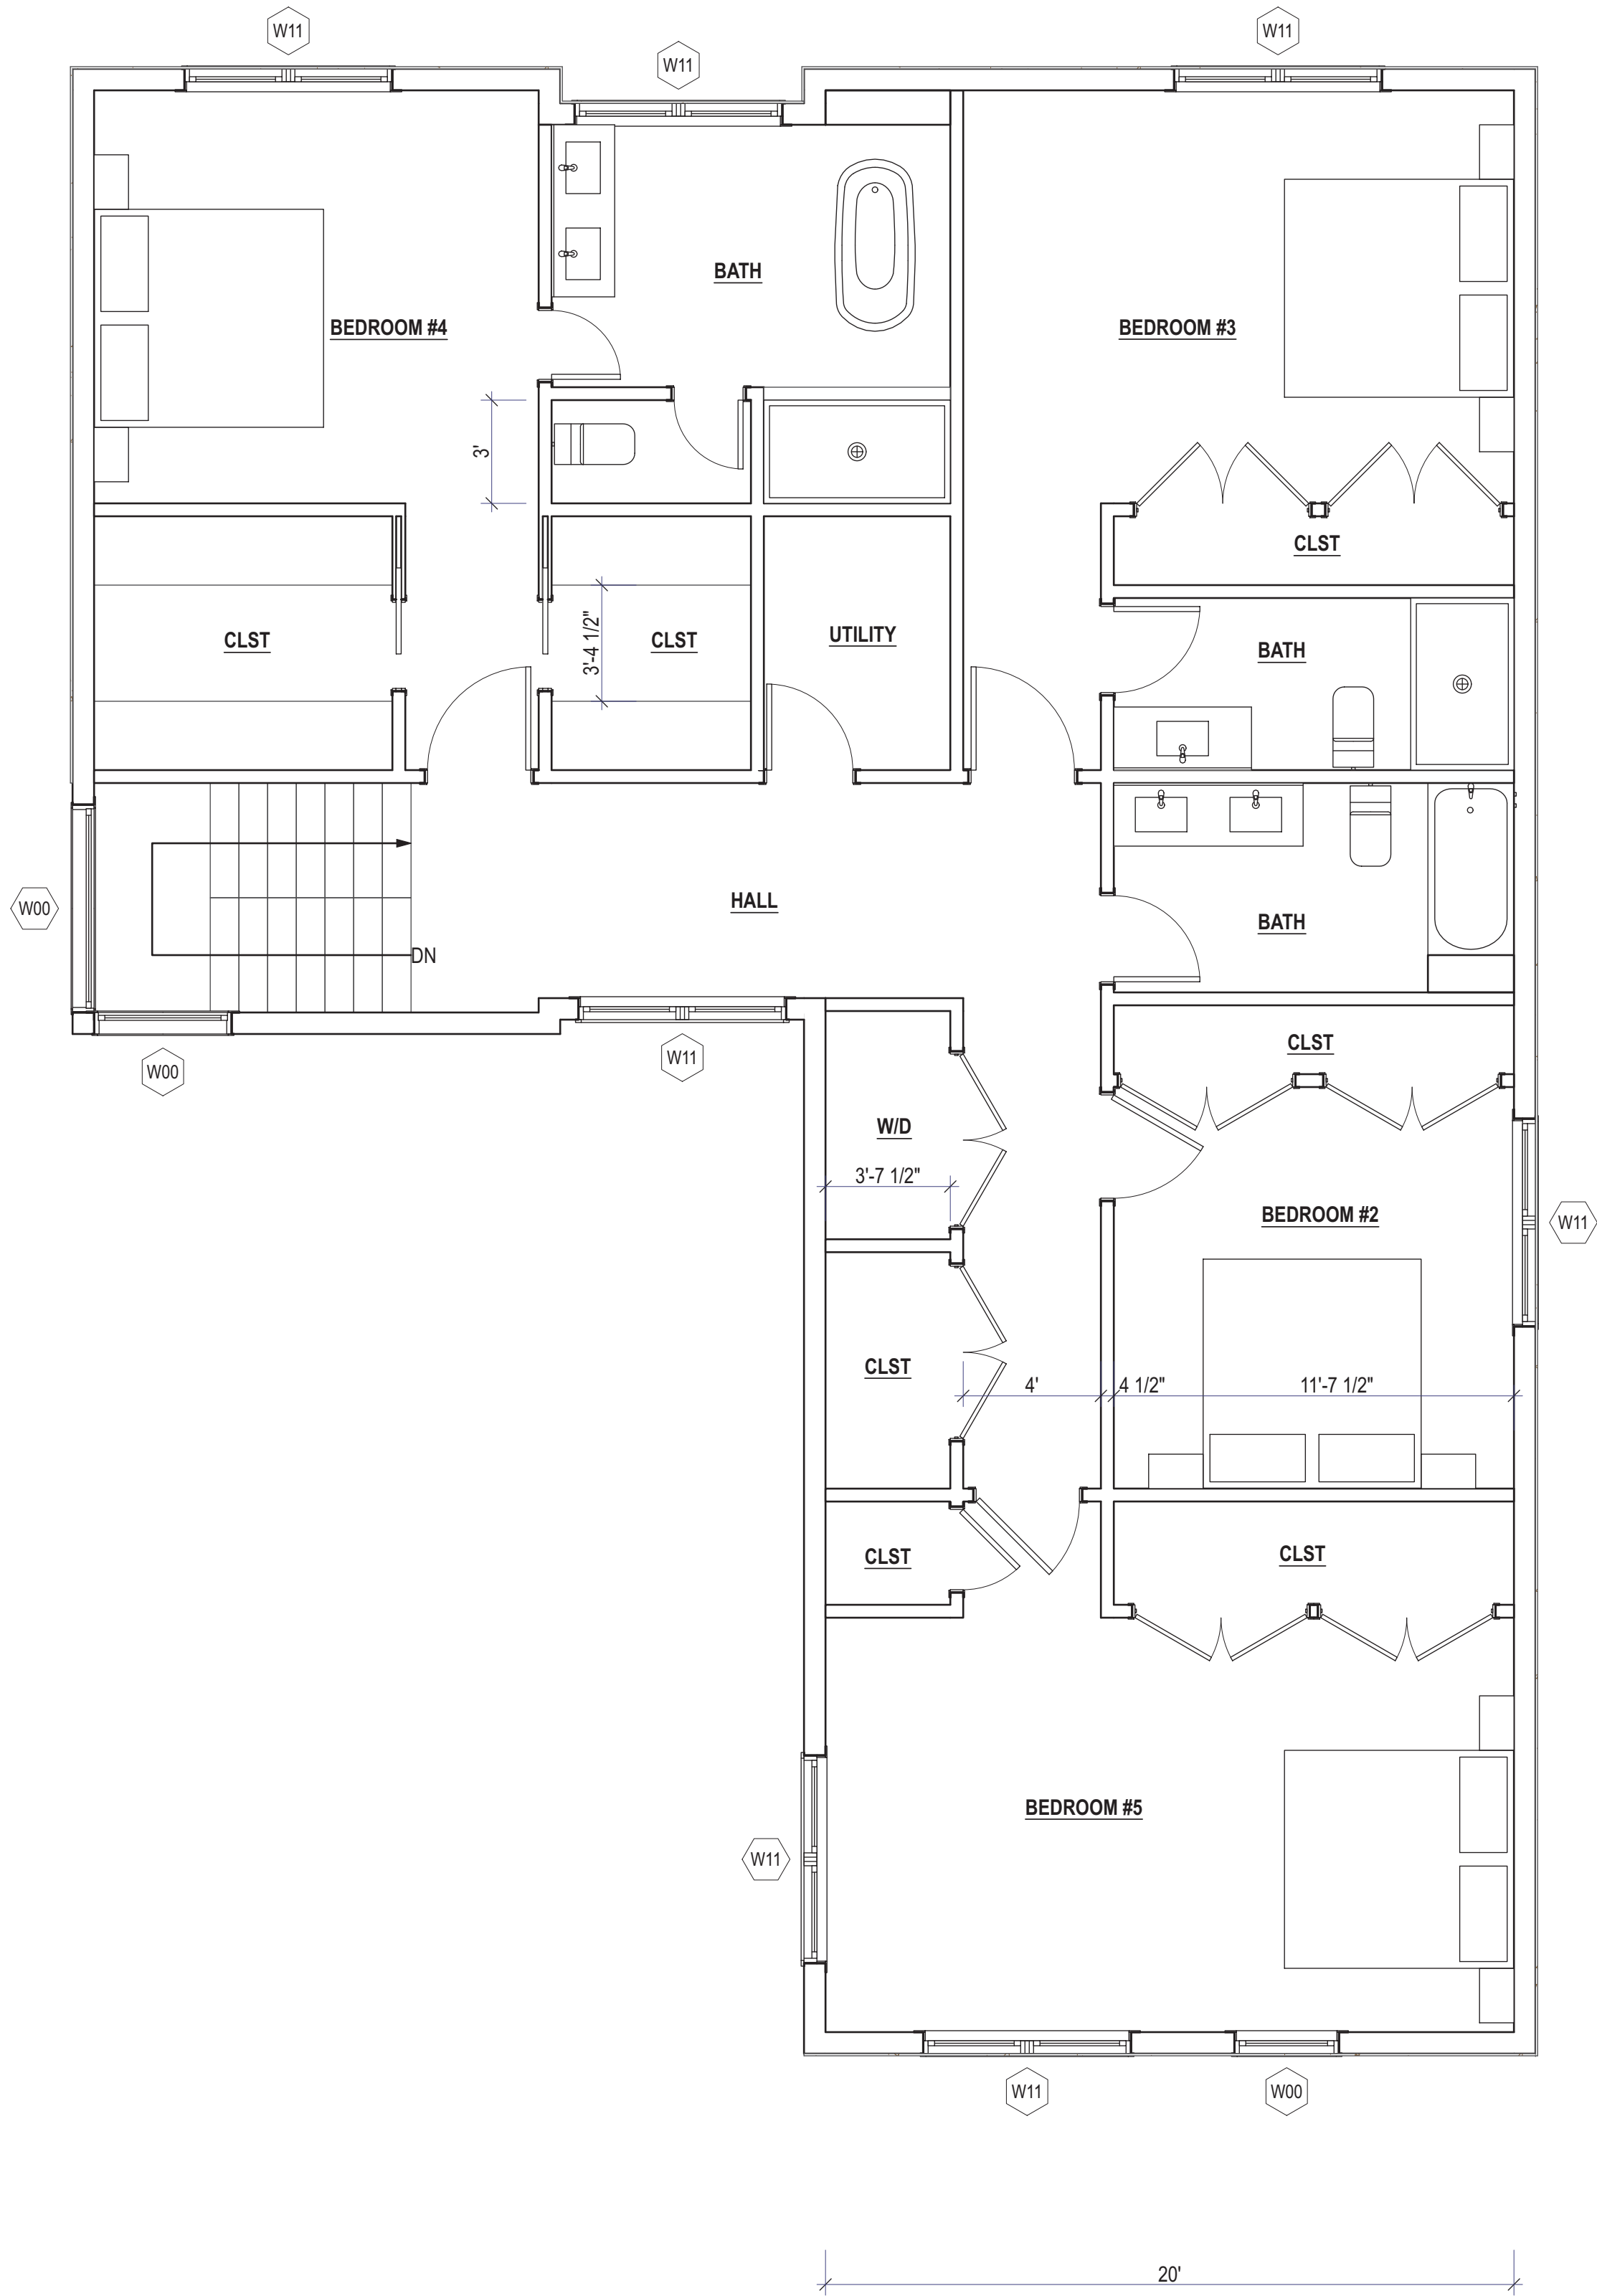 W11
W11
W11
BATH
BEDROOM #4
BEDROOM #3
3'
CLST
CLST
3'-4 1/2"
CLST
UTILITY
BATH
HALL
W00
BATH
DN
CLST
W11
W00
W/D
3'-7 1/2"
BEDROOM #2
W11
CLST
4'
4 1/2"
11'-7 1/2"
CLST
CLST
BEDROOM #5
W11
W11
W00
20'